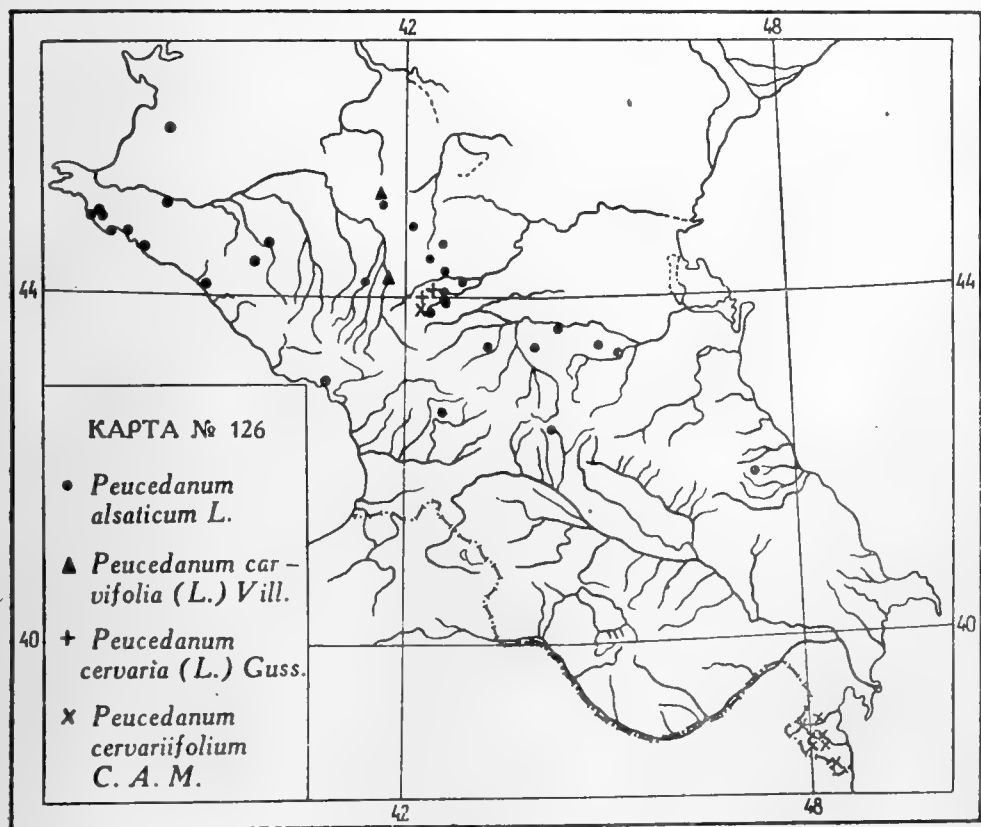 42
48
44
44
КАРТА № 126
Peucedanum
alsaticum L.
Peucedanum car-
vifolia (L.) Vill.
40
40
Peucedanum
cervaria (L.) Guss.
Peucedanum
cervariifolium
C. A. M.
42
48